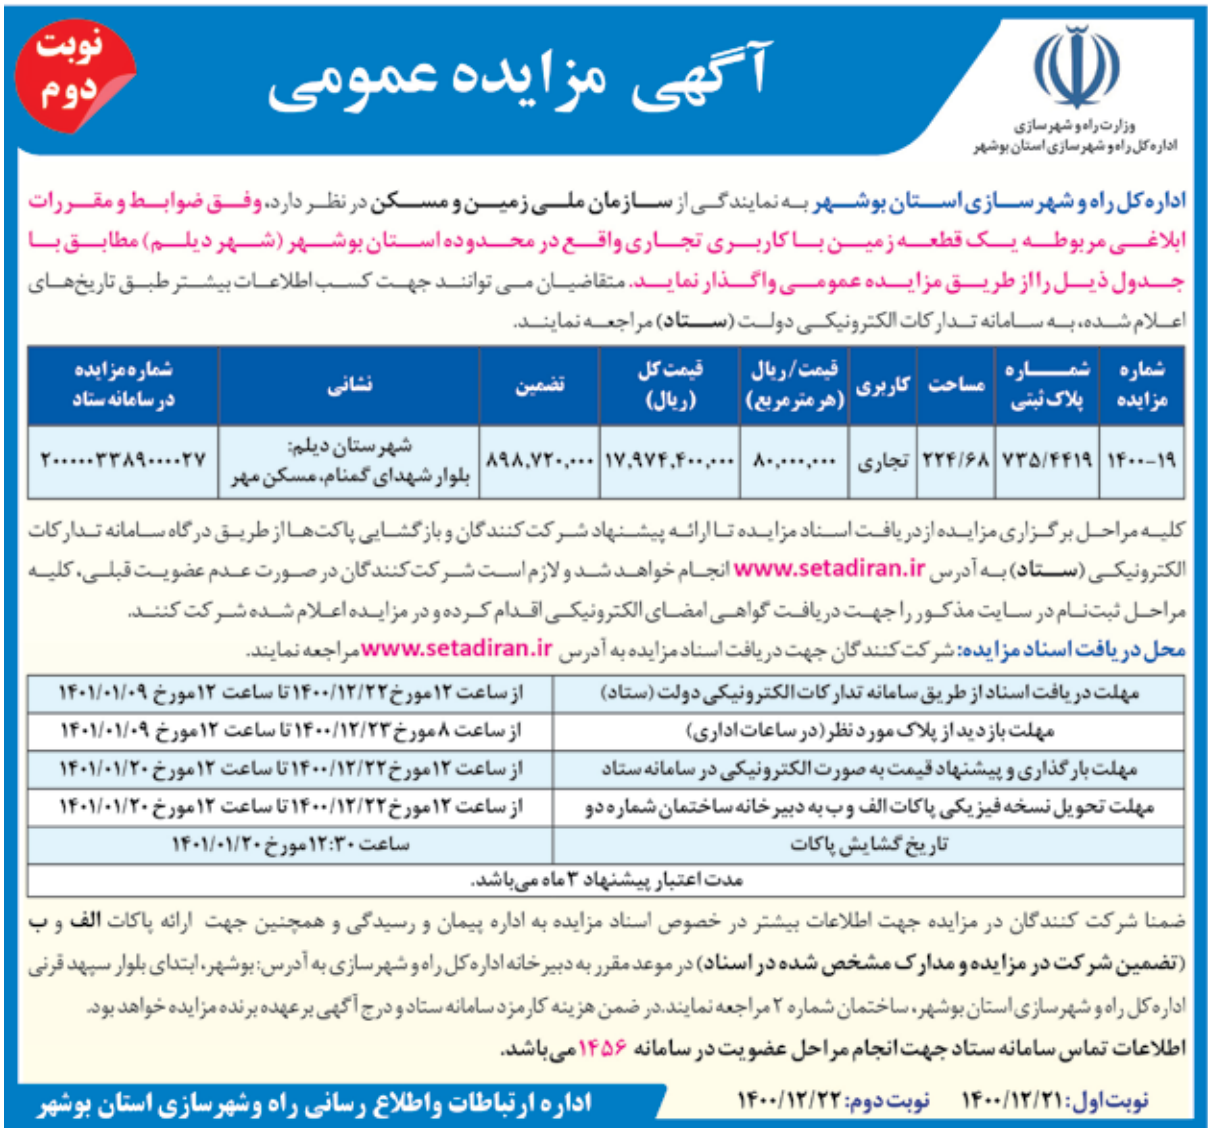 نوبت
دوم
آگهی مزایده عمومی
وزارت راه و شهرسازی
اداره کل راه و شهرسازی استان بوشهر
اداره کل راه و شهرسازی استان بوشهر به نمایندگی از سازمان ملی زمین و مسکن در نظر دارد، وفق ضوابط و مقررات
ابلاغی مربوطه یک قطعه زمین با کاربری تجاری واقع در محدوده استان بوشهر (شهر دیلم) مطابق با
جدول ذیل را از طریق مزایده عمومی واگذار نماید. متقاضیان می توانند جهت کسب اطلاعات بیشتر طبق تاریخ‌های
اعلام شده، به سامانه تدارکات الکترونیکی دولت (ستاد) مراجعه نمایند.
شماره مزایده | شماره پلاک ثبتی | مساحت | کاربری | قیمت/ریال (هر مترمربع) | قیمت کل (ریال) | تضمین | نشانی | شماره مزایده در سامانه ستاد
۱۴۰۰-۱۹ | ۷۳۵/۴۴۱۹ | ۲۲۴/۶۸ | تجاری | ۸۰,۰۰۰,۰۰۰ | ۱۷,۹۷۴,۴۰۰,۰۰۰ | ۸۹۸,۷۲۰,۰۰۰ | شهرستان دیلم: بلوار شهدای گمنام، مسکن مهر | ۲۰۰۰۰۰۳۳۸۹۰۰۰۰۲۷
کلیه مراحل برگزاری مزایده از دریافت اسناد مزایده تا ارائه پیشنهاد شرکت کنندگان و بازگشایی پاکت‌ها از طریق درگاه سامانه تدارکات
الکترونیکی (ستاد) به آدرس www.setadiran.ir انجام خواهد شد و لازم است شرکت کنندگان در صورت عدم عضویت قبلی، کلیه
مراحل ثبت‌نام در سایت مذکور را جهت دریافت گواهی امضای الکترونیکی اقدام کرده و در مزایده اعلام شده شرکت کنند.
محل دریافت اسناد مزایده: شرکت کنندگان جهت دریافت اسناد مزایده به آدرس www.setadiran.ir مراجعه نمایند.
مهلت دریافت اسناد از طریق سامانه تدارکات الکترونیکی دولت (ستاد) | از ساعت ۱۲ مورخ ۱۴۰۰/۱۲/۲۲ تا ساعت ۱۲ مورخ ۱۴۰۱/۰۱/۰۹
مهلت بازدید از پلاک مورد نظر (در ساعات اداری) | از ساعت ۸ مورخ ۱۴۰۰/۱۲/۲۳ تا ساعت ۱۲ مورخ ۱۴۰۱/۰۱/۰۹
مهلت بارگذاری و پیشنهاد قیمت به صورت الکترونیکی در سامانه ستاد | از ساعت ۱۲ مورخ ۱۴۰۰/۱۲/۲۲ تا ساعت ۱۲ مورخ ۱۴۰۱/۰۱/۲۰
مهلت تحویل نسخه فیزیکی پاکات الف و ب به دبیرخانه ساختمان شماره دو | از ساعت ۱۲ مورخ ۱۴۰۰/۱۲/۲۲ تا ساعت ۱۲ مورخ ۱۴۰۱/۰۱/۲۰
تاریخ گشایش پاکات | ساعت ۱۲:۳۰ مورخ ۱۴۰۱/۰۱/۲۰
مدت اعتبار پیشنهاد ۳ ماه می‌باشد.
ضمنا شرکت کنندگان در مزایده جهت اطلاعات بیشتر در خصوص اسناد مزایده به اداره پیمان و رسیدگی و همچنین جهت ارائه پاکات الف و ب
(تضمین شرکت در مزایده و مدارک مشخص شده در اسناد) در موعد مقرر به دبیرخانه اداره کل راه و شهرسازی به آدرس: بوشهر، ابتدای بلوار سپهد قرنی
اداره کل راه و شهرسازی استان بوشهر، ساختمان شماره ۲ مراجعه نمایند. در ضمن هزینه کارمزد سامانه ستاد و درج آگهی بر عهده برنده مزایده خواهد بود.
اطلاعات تماس سامانه ستاد جهت انجام مراحل عضویت در سامانه ۱۴۵۶ می‌باشد.
نوبت اول: ۱۴۰۰/۱۲/۲۱ نوبت دوم: ۱۴۰۰/۱۲/۲۲
اداره ارتباطات واطلاع رسانی راه وشهرسازی استان بوشهر